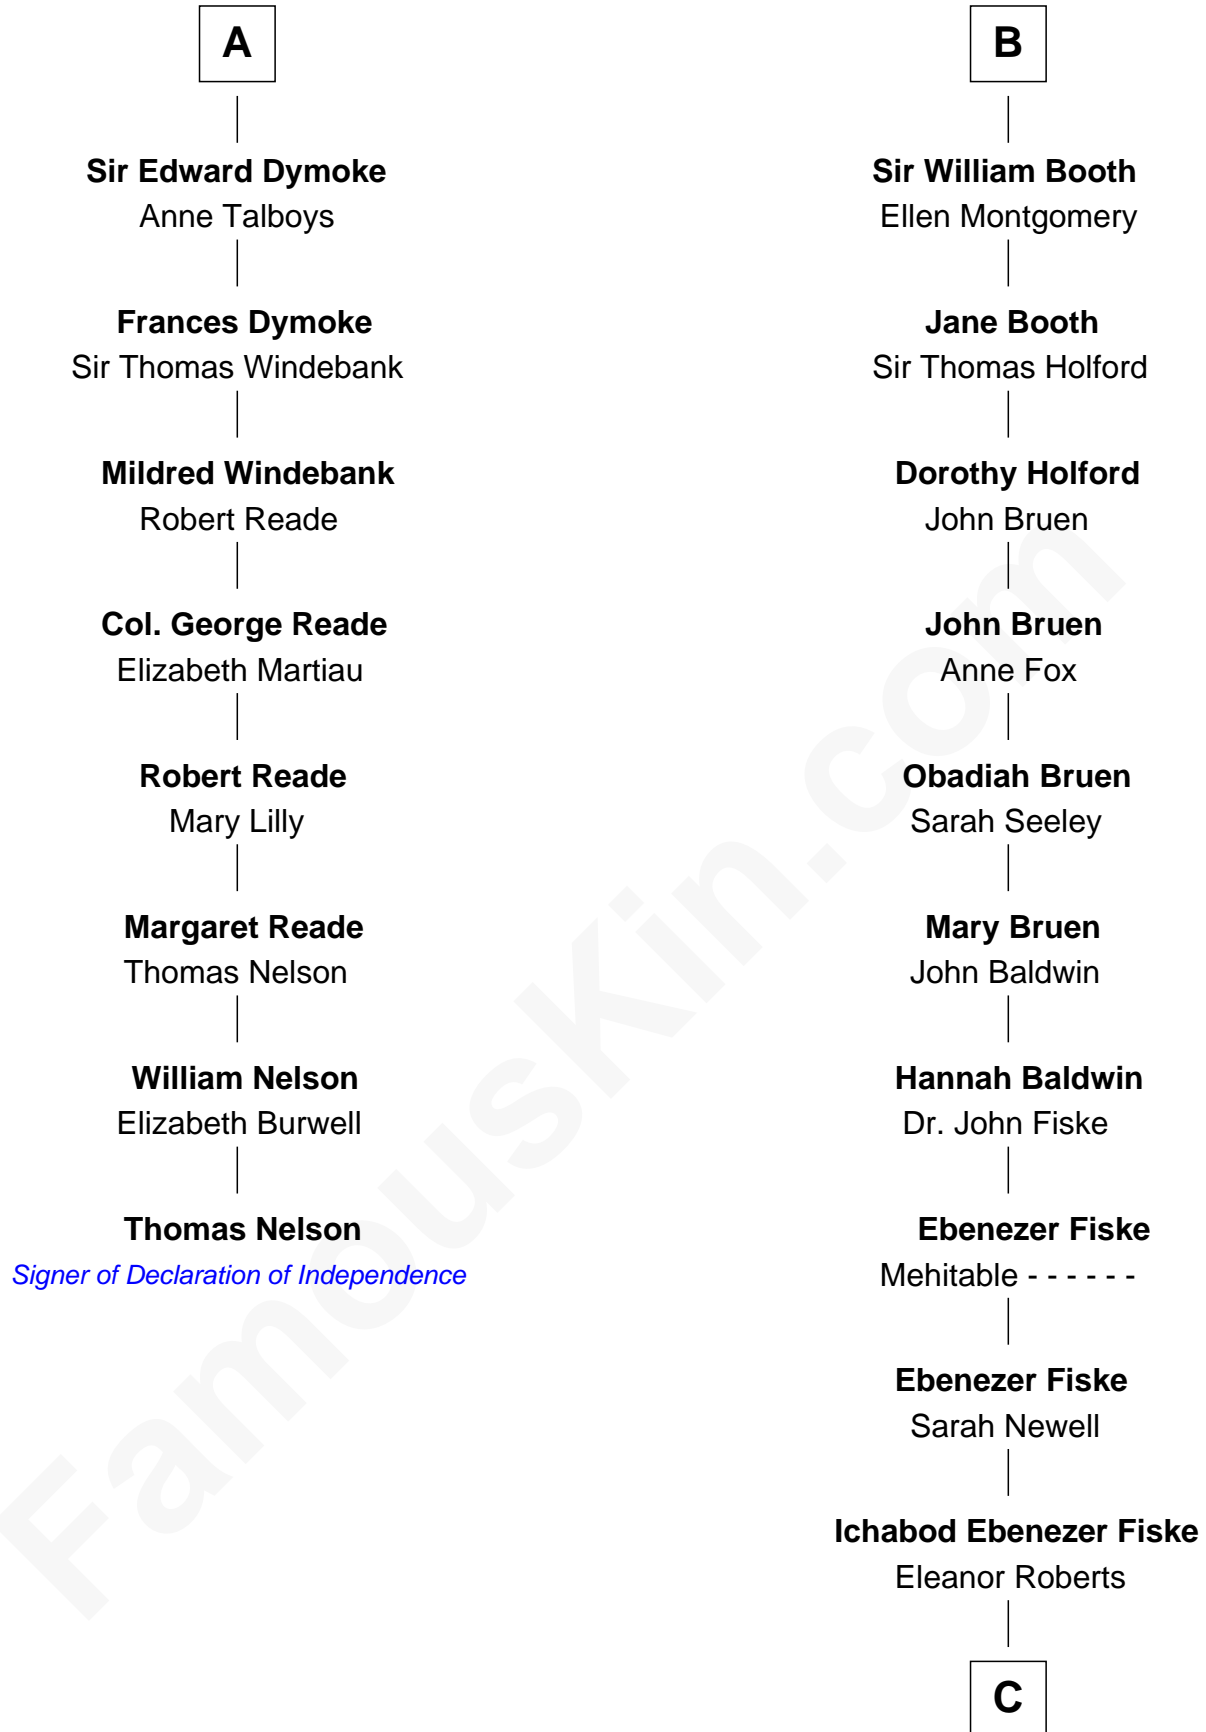 A
Sir Edward Dymoke
Anne Talboys
Frances Dymoke
Sir Thomas Windebank
Mildred Windebank
Robert Reade
Col. George Reade
Elizabeth Martiau
Robert Reade
Mary Lilly
Margaret Reade
Thomas Nelson
William Nelson
Elizabeth Burwell
Thomas Nelson
Signer of Declaration of Independence
B
Sir William Booth
Ellen Montgomery
Jane Booth
Sir Thomas Holford
Dorothy Holford
John Bruen
John Bruen
Anne Fox
Obadiah Bruen
Sarah Seeley
Mary Bruen
John Baldwin
Hannah Baldwin
Dr. John Fiske
Ebenezer Fiske
Mehitable - - - - - -
Ebenezer Fiske
Sarah Newell
Ichabod Ebenezer Fiske
Eleanor Roberts
C
FamousKin.com